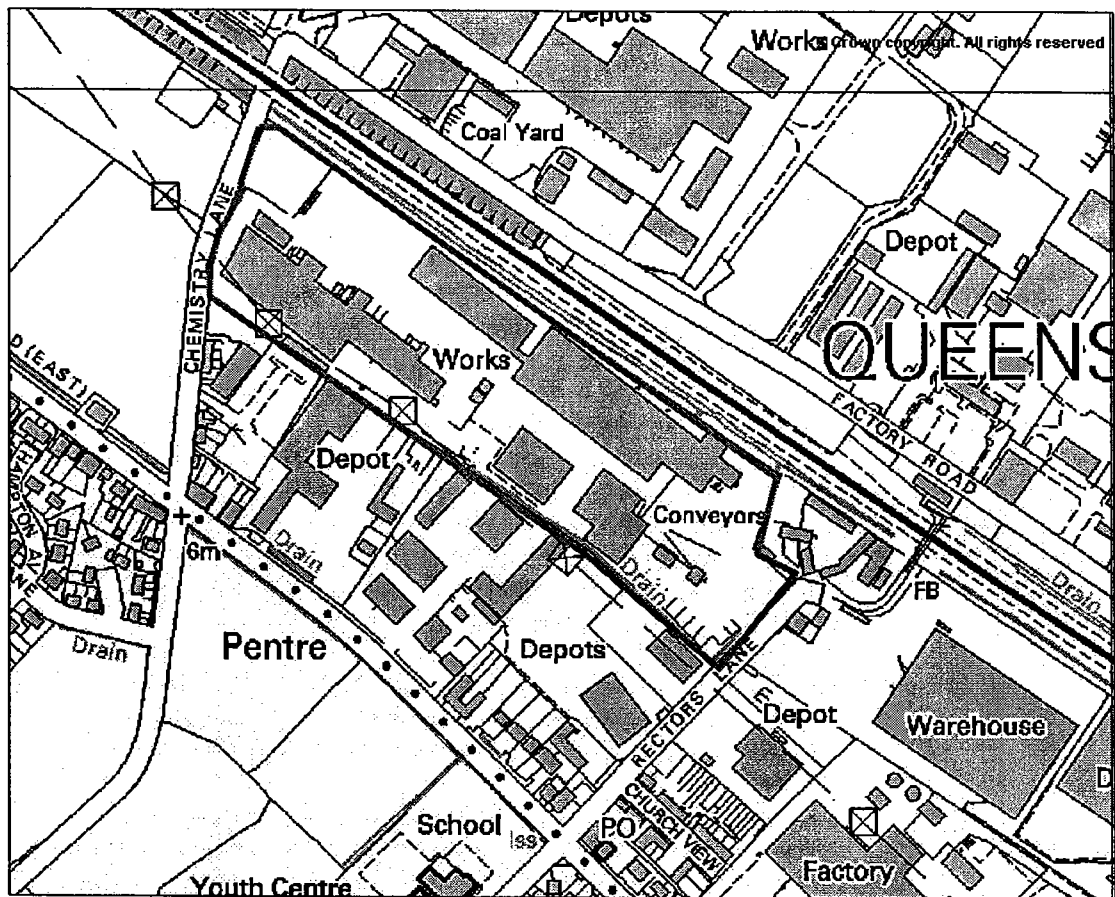 Depots
Works
Crown copyright. All rights reserved
Coal Yard
CHEMISTRY LANE
Depot
QUEENS
D (EAST)
Works
FACTORY ROAD
Depot
Conveyors
HAMPTON AV
6m
Drain
Drain
Drain
FB
Drain
Pentre
Depots
RECTORS LANE
Depot
Warehouse
D
School
Iss
PO
CHURCH VIEW
Factory
Youth Centre